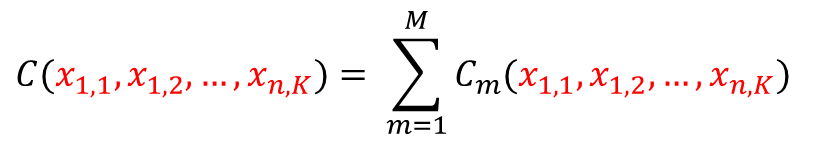 C(x_{1,1}, x_{1,2}, … , x_{n,K}) = \sum_{m=1}^{M} C_m(x_{1,1}, x_{1,2}, … , x_{n,K})